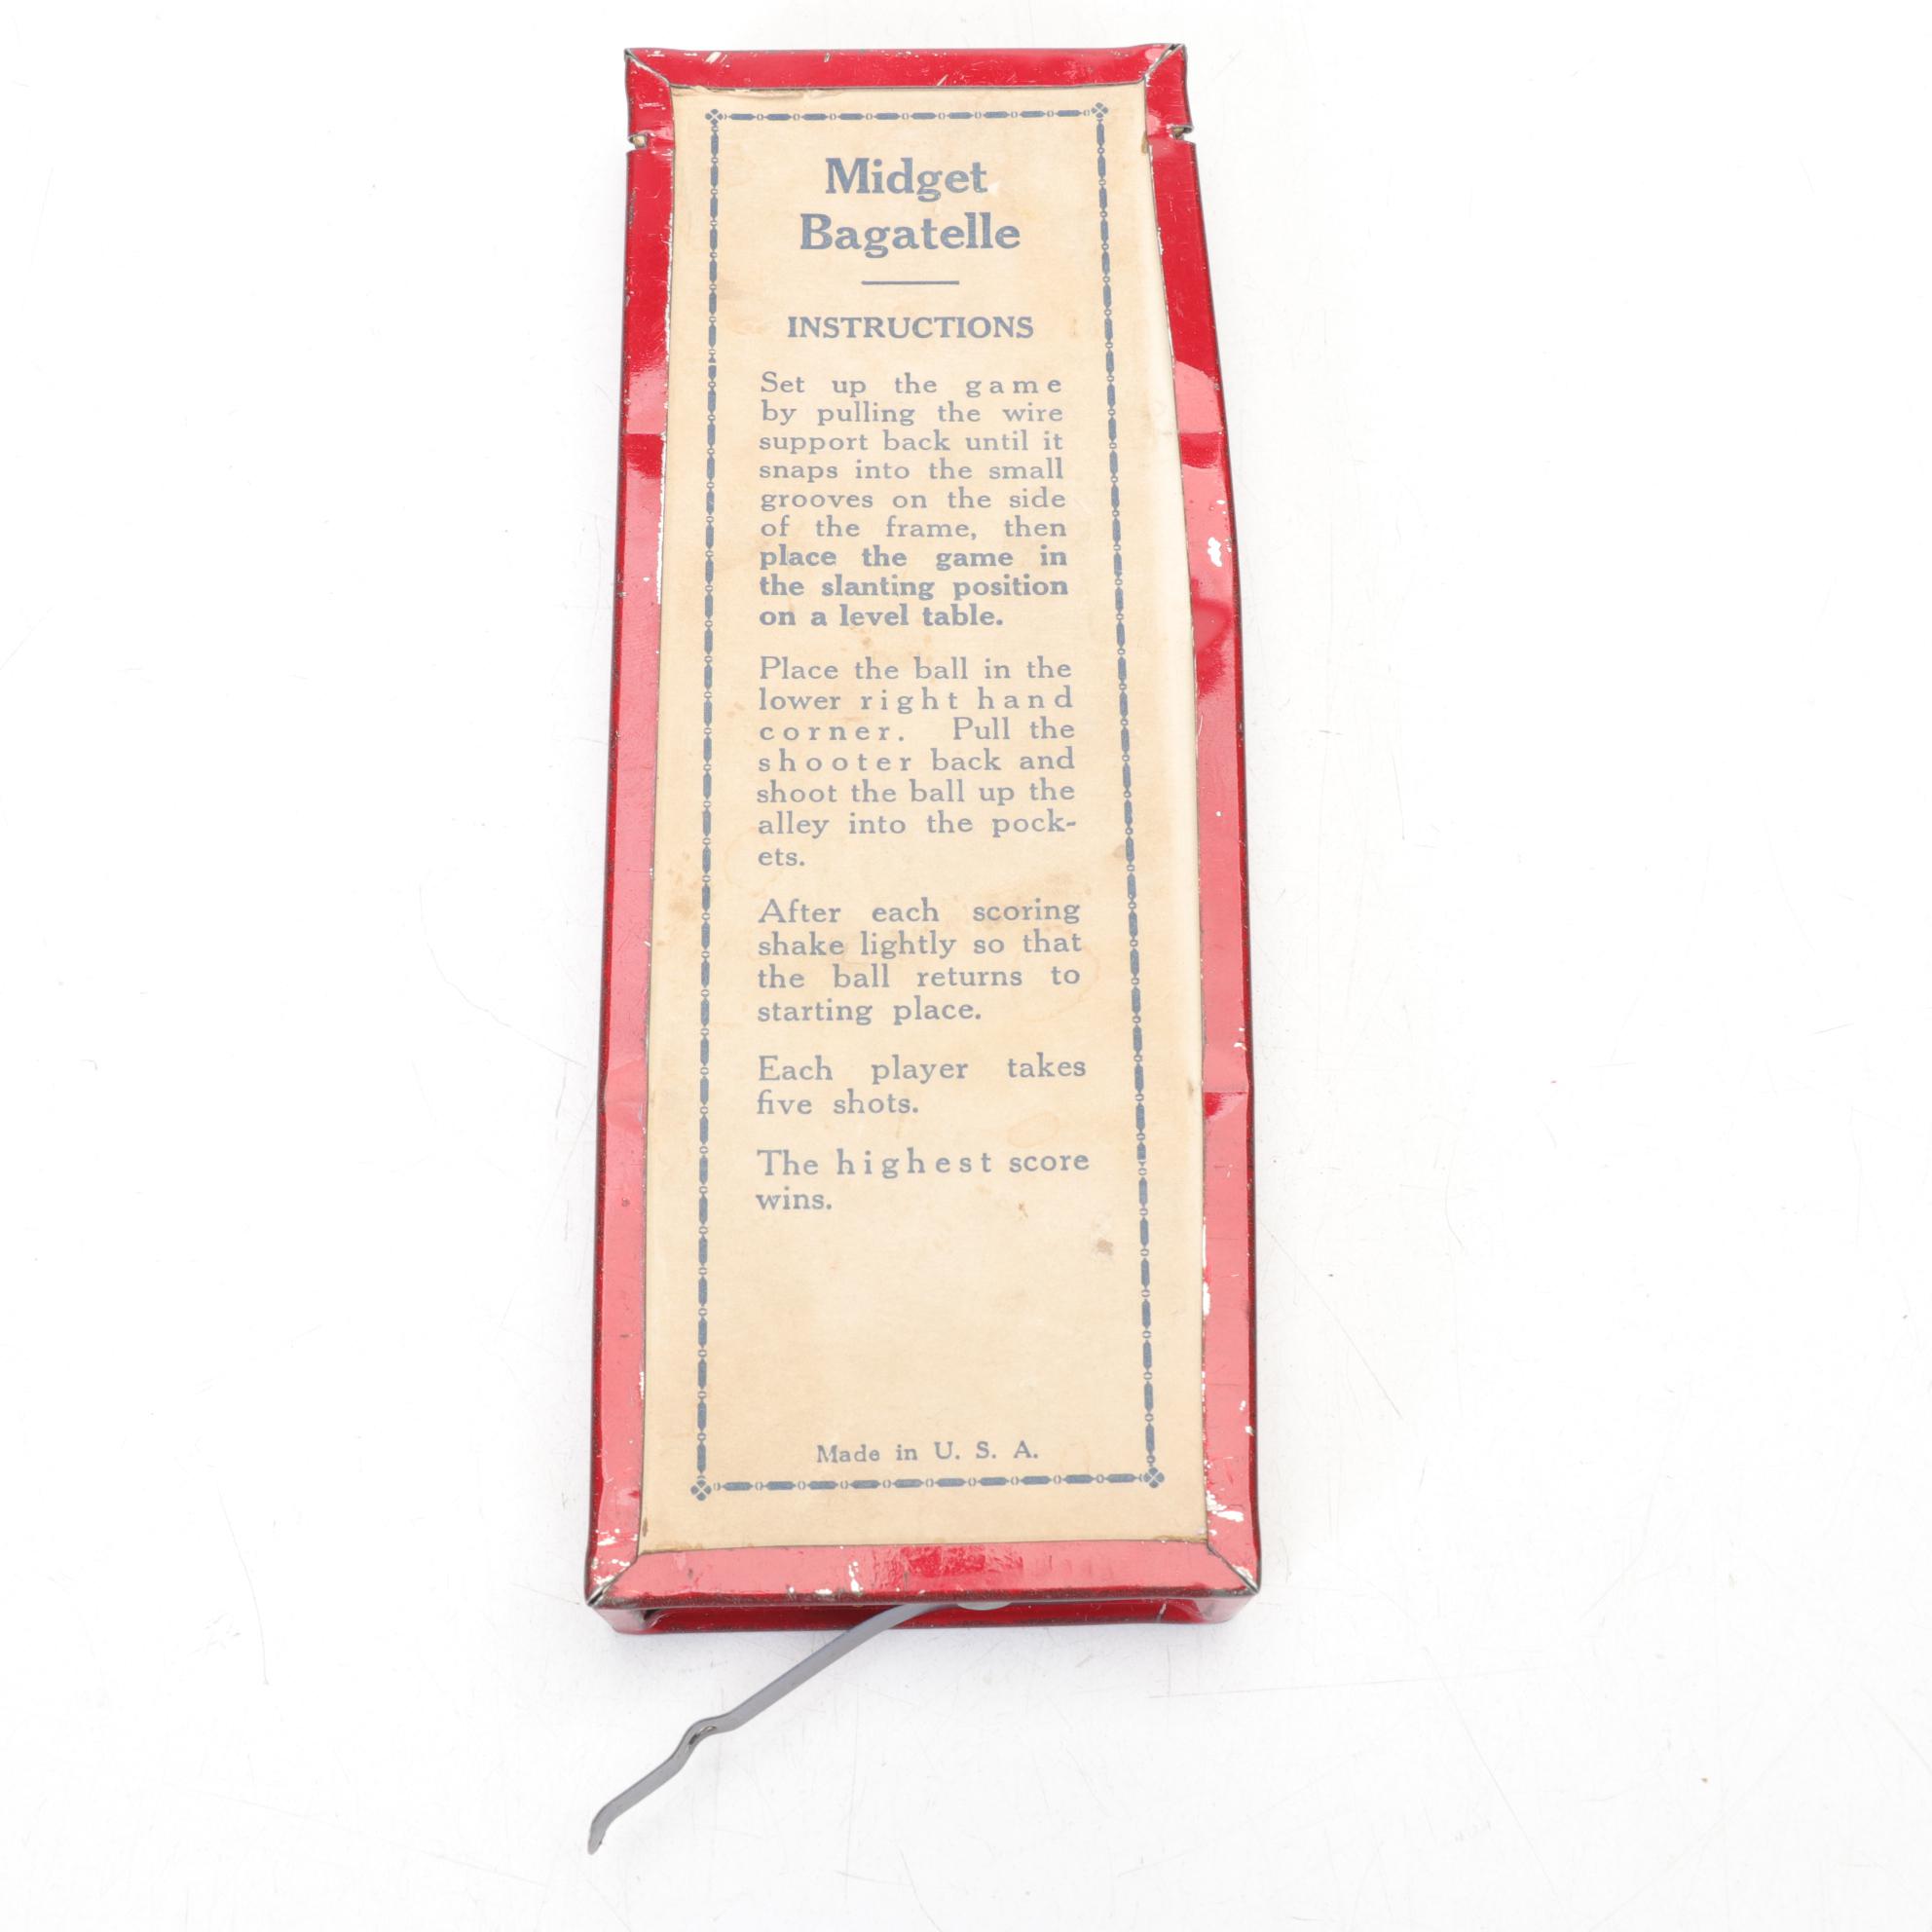 Midget
Bagatelle
INSTRUCTIONS
Set up the game
by pulling the wire
support back until it
snaps into the small
grooves on the side
of the frame, then
place the game in
the slanting position
on a level table.
Place the ball in the
lower right hand
corner. Pull the
shooter back and
shoot the ball up the
alley into the pock-
ets.
After each scoring
shake lightly so that
the ball returns to
starting place.
Each player takes
five shots.
The highest score
wins.
Made in U. S. A.